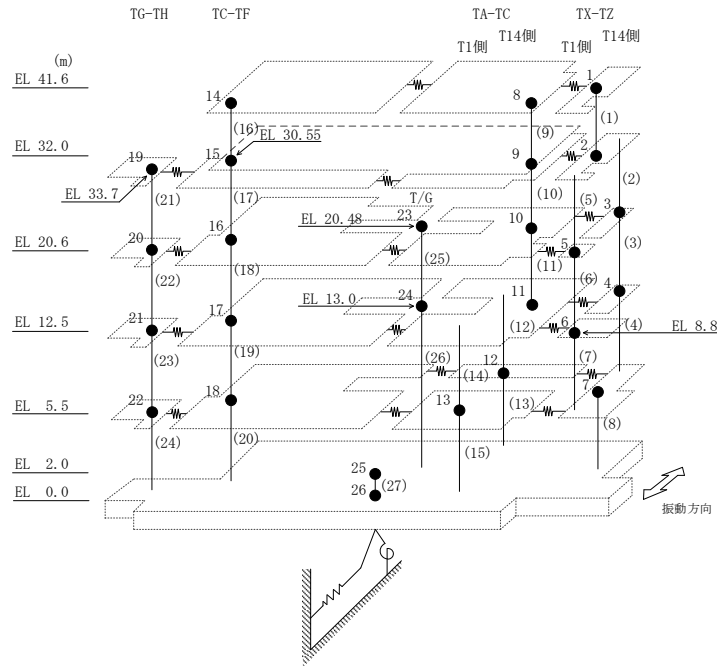 TG-TH TC-TF TA-TC TX-TZ
T1側 T14側 T1側 T14側
(m)
EL 41.6
14 8 1
(16) (9) (1)
EL 30.55
EL 32.0
19 15 9 2
EL 33.7
(21) (17) (10) (2)
T/G
EL 20.48 23
(5) 3
16 10
EL 20.6
20 5 (3)
(22) (18) (25) (11)
(6) 4
EL 13.0 24 11
EL 12.5
21 17 (12) 6 (4) EL 8.8
(23) (19) (26) 12 (7)
(14) 7
EL 5.5
22 18 13 (13) (8)
(24) (20) (15)
EL 2.0
25
EL 0.0
26 (27)
振動方向